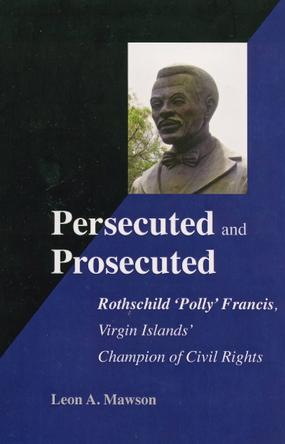 Persecuted and
Prosecuted
Rothschild ‘Polly’ Francis,
Virgin Islands’
Champion of Civil Rights
Leon A. Mawson